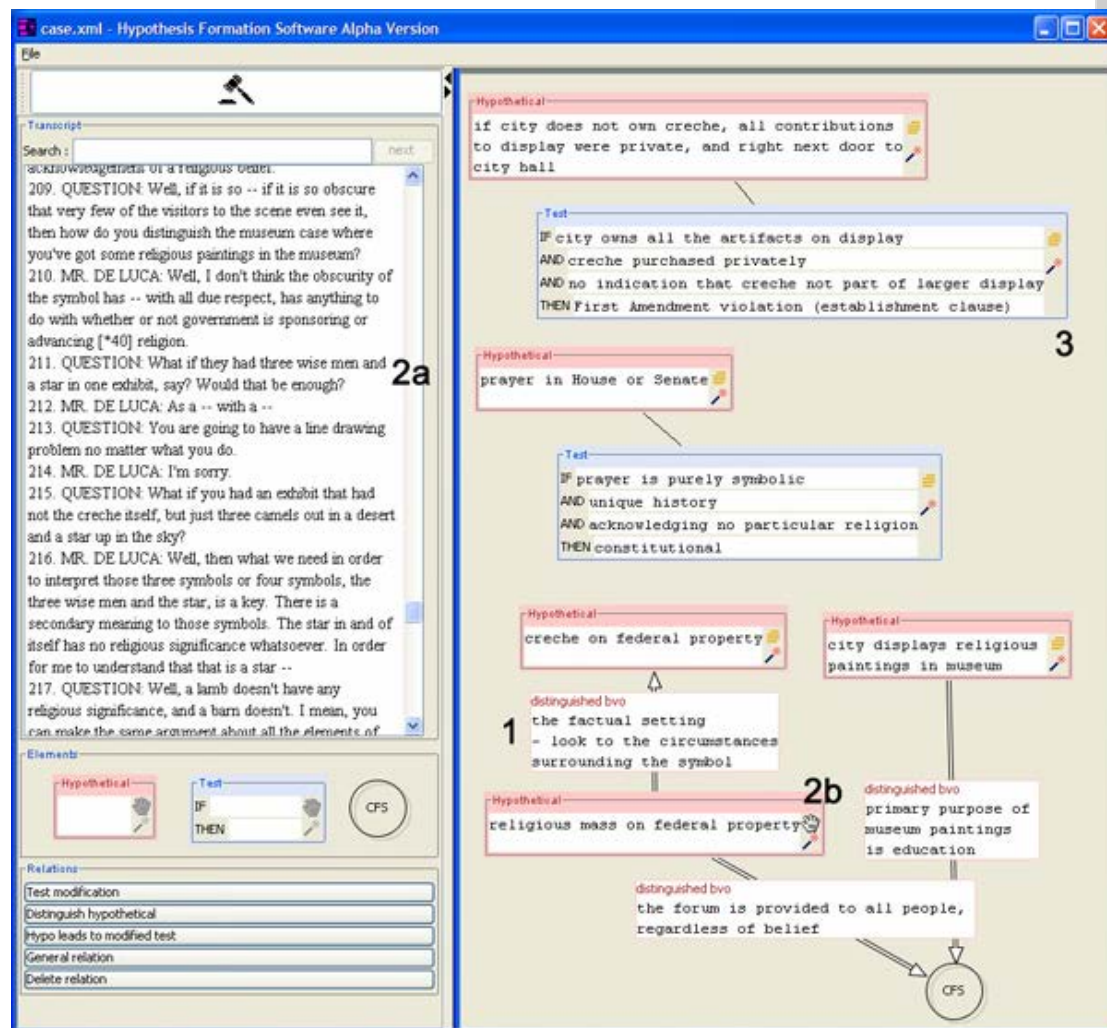 case.xml - Hypothesis Formation Software Alpha Version
File
Transcript
Search :
next
acknowledgement of a religious belief.
209. QUESTION: Well, if it is so -- if it is so obscure
that very few of the visitors to the scene even see it,
then how do you distinguish the museum case where
you've got some religious paintings in the museum?
210. MR. DE LUCA: Well, I don't think the obscurity of
the symbol has -- with all due respect, has anything to
do with whether or not government is sponsoring or
advancing [*40] religion.
211. QUESTION: What if they had three wise men and
a star in one exhibit, say? Would that be enough?
212. MR. DE LUCA: As a -- with a --
213. QUESTION: You are going to have a line drawing
problem no matter what you do.
214. MR. DE LUCA: I'm sorry.
215. QUESTION: What if you had an exhibit that had
not the creche itself, but just three camels out in a desert
and a star up in the sky?
216. MR. DE LUCA: Well, then what we need in order
to interpret those three symbols or four symbols, the
three wise men and the star, is a key. There is a
secondary meaning to those symbols. The star in and of
itself has no religious significance whatsoever. In order
for me to understand that that is a star --
217. QUESTION: Well, a lamb doesn't have any
religious significance, and a barn doesn't. I mean, you
can make the same argument about all the elements of
2a
Elements
Hypothetical
Test
IF
THEN
CFS
Relations
Test modification
Distinguish hypothetical
Hypo leads to modified test
General relation
Delete relation
Hypothetical
if city does not own creche, all contributions
to display were private, and right next door to
city hall
Test
IF city owns all the artifacts on display
AND creche purchased privately
AND no indication that creche not part of larger display
THEN First Amendment violation (establishment clause)
3
Hypothetical
prayer in House or Senate
Test
IF prayer is purely symbolic
AND unique history
AND acknowledging no particular religion
THEN constitutional
Hypothetical
creche on federal property
Hypothetical
city displays religious
paintings in museum
1
distinguished bvo
the factual setting
- look to the circumstances
surrounding the symbol
2b
Hypothetical
religious mass on federal property
distinguished bvo
primary purpose of
museum paintings
is education
distinguished bvo
the forum is provided to all people,
regardless of belief
CFS